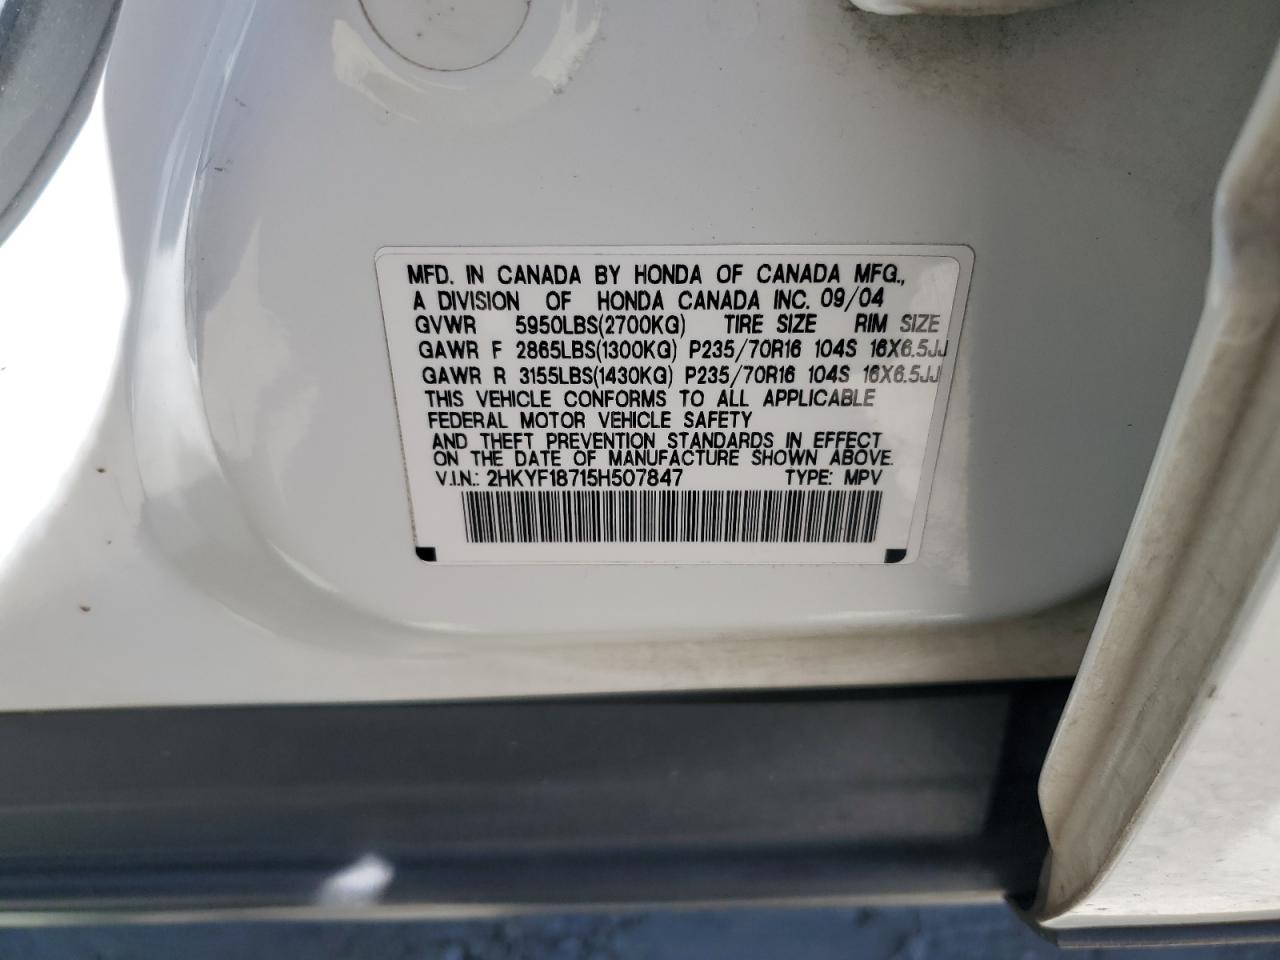 MFD. IN CANADA BY HONDA OF CANADA MFG.,
A DIVISION OF HONDA CANADA INC. 09/04
GVWR 5950LBS(2700KG) TIRE SIZE RIM SIZE
GAWR F 2865LBS(1300KG) P235/70R16 104S 16X6.5JJ
GAWR R 3155LBS(1430KG) P235/70R16 104S 16X6.5JJ
THIS VEHICLE CONFORMS TO ALL APPLICABLE
FEDERAL MOTOR VEHICLE SAFETY
AND THEFT PREVENTION STANDARDS IN EFFECT
ON THE DATE OF MANUFACTURE SHOWN ABOVE.
V.I.N.: 2HKYF18715H507847 TYPE: MPV